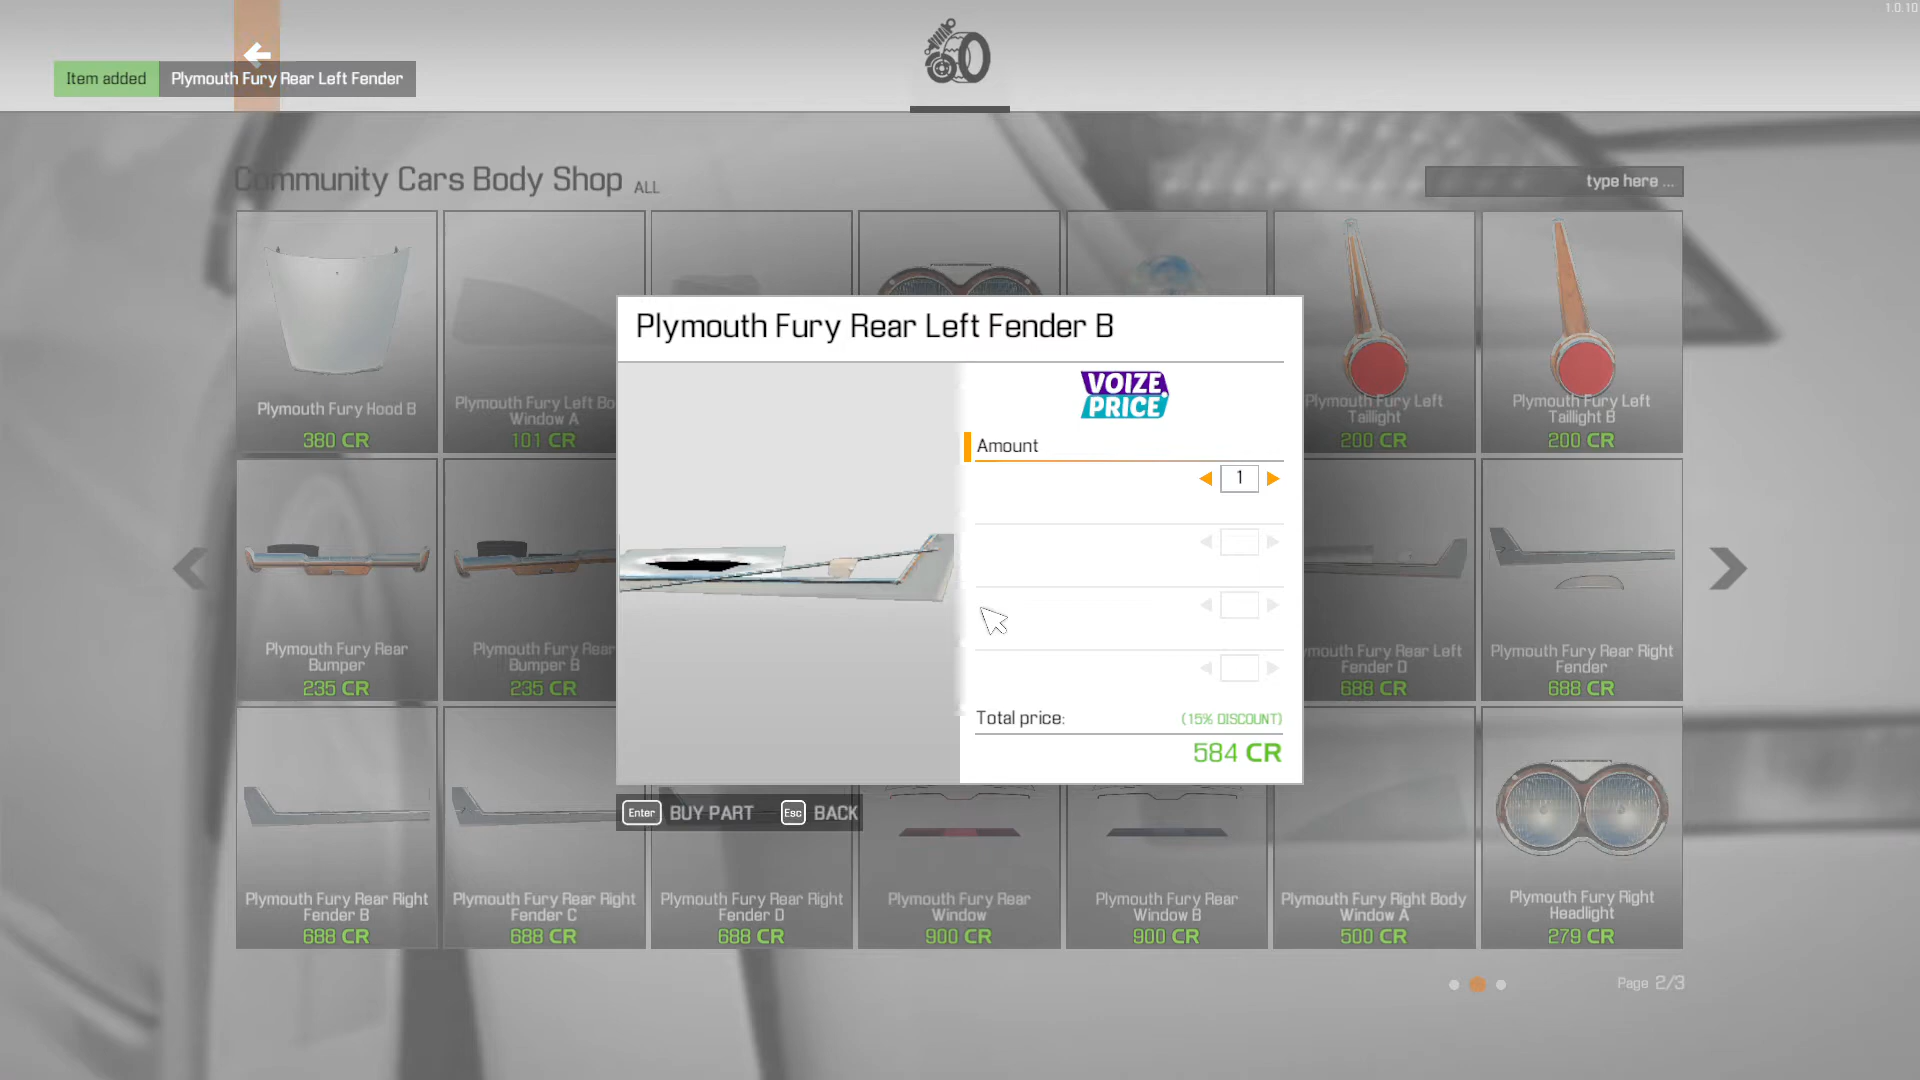 1.0.10
Item added
Plymouth Fury Rear Left Fender
Community Cars Body Shop ALL
type here ...
Plymouth Fury Hood B
380 CR
Plymouth Fury Left Bo
Window A
101 CR
Plymouth Fury Left
Taillight
200 CR
Plymouth Fury Left
Taillight B
200 CR
Plymouth Fury Rear Left Fender B
VOIZE
PRICE
Amount
1
Total price:
(15% DISCOUNT)
584 CR
Enter BUY PART
Esc BACK
Plymouth Fury Rear
Bumper
235 CR
Plymouth Fury Rear
Bumper B
235 CR
mouth Fury Rear Left
Fender D
688 CR
Plymouth Fury Rear Right
Fender
688 CR
Plymouth Fury Rear Right
Fender B
688 CR
Plymouth Fury Rear Right
Fender C
688 CR
Plymouth Fury Rear Right
Fender D
688 CR
Plymouth Fury Rear
Window
900 CR
Plymouth Fury Rear
Window B
900 CR
Plymouth Fury Right Body
Window A
500 CR
Plymouth Fury Right
Headlight
279 CR
Page 2/3